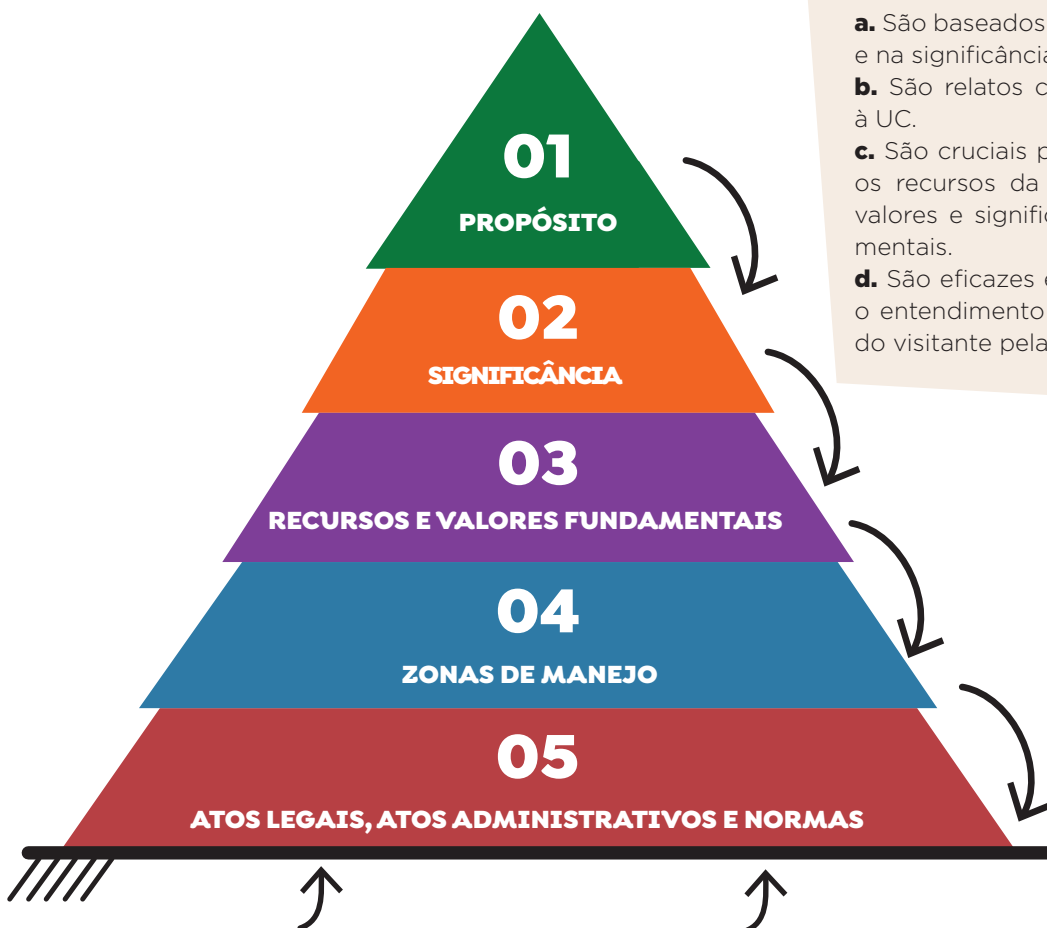 01
PROPÓSITO
02
SIGNIFICÂNCIA
03
RECURSOS E VALORES FUNDAMENTAIS
04
ZONAS DE MANEJO
05
ATOS LEGAIS, ATOS ADMINISTRATIVOS E NORMAS
a. São baseados
e na significância
b. São relatos
à UC.
c. São cruciais
os recursos da
valores e
mentais.
d. São eficazes
o entendimento
do visitante pela